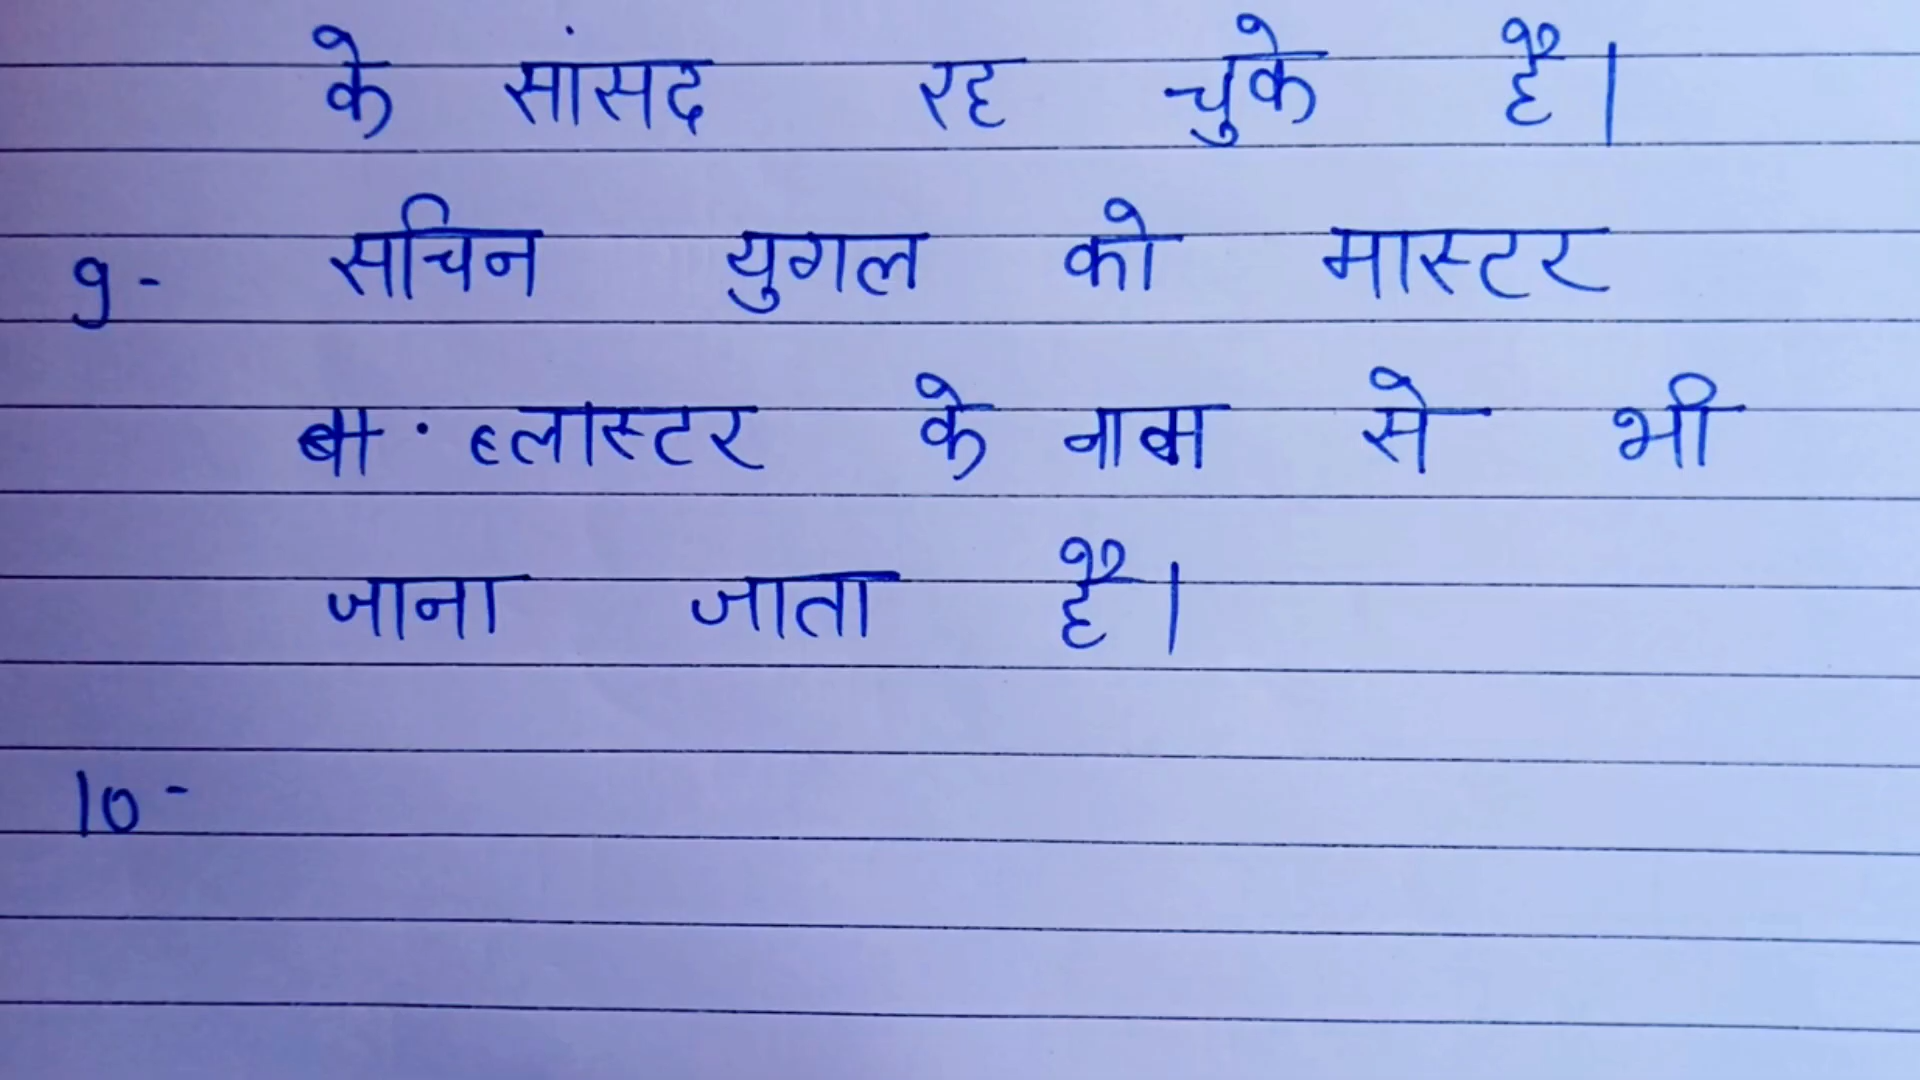 के सांसद रह चुके है।
9- सचिन युगल को मास्टर
ब्लास्टर के नाम से भी
जाना जाता है।
10-